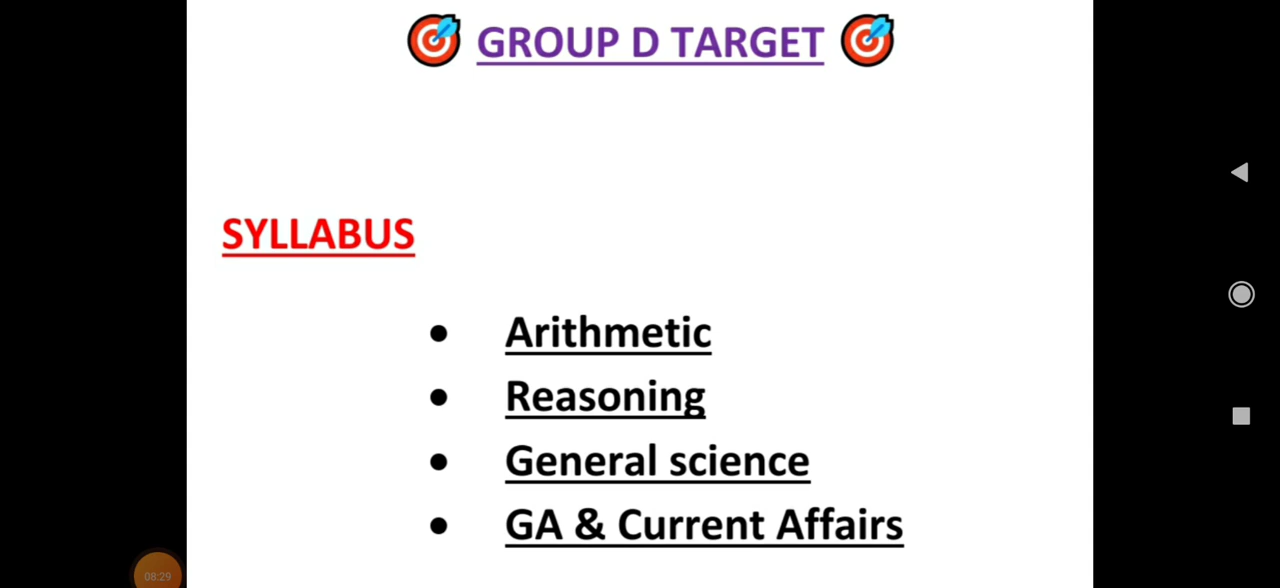 🎯 GROUP D TARGET 🎯
SYLLABUS
• Arithmetic
• Reasoning
• General science
• GA & Current Affairs
08:29